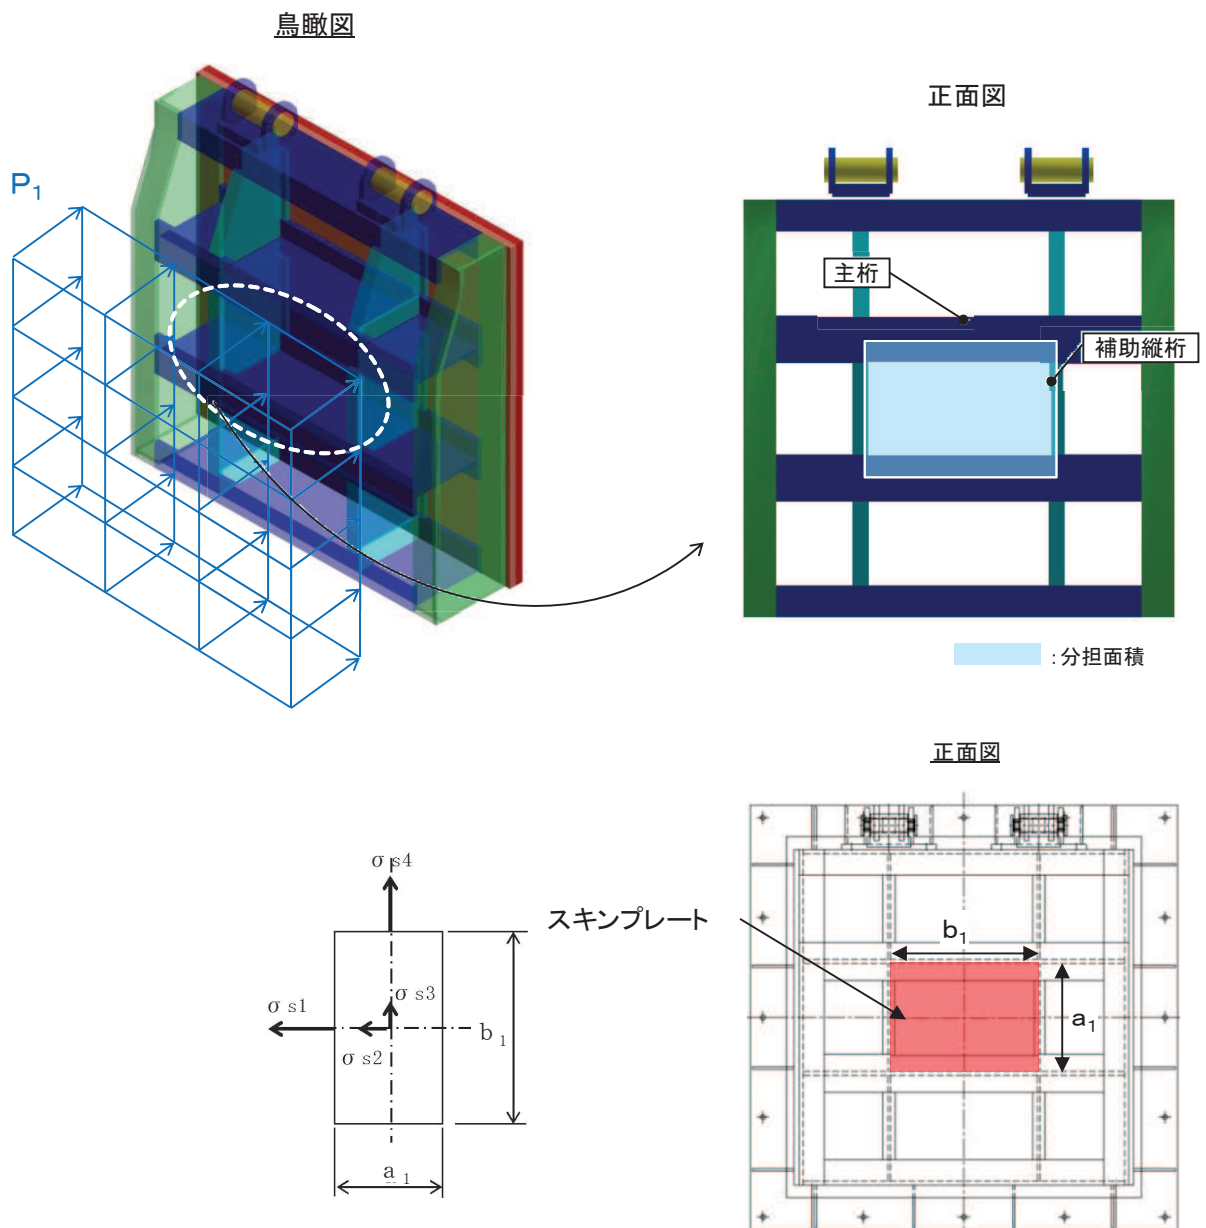 鳥瞰図
P1
正面図
主桁
補助縦桁
：分担面積
正面図
スキンプレート
b1
a1
σ s4
σ s3
σ s1
σ s2
b 1
a 1